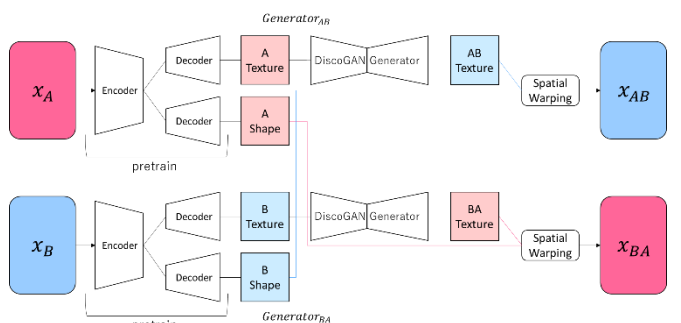 Generator_AB
x_A
Encoder
Decoder
A
Texture
DiscoGAN
Generator
AB
Texture
Spatial
Warping
x_AB
Decoder
A
Shape
pretrain
x_B
Encoder
Decoder
B
Texture
DiscoGAN
Generator
BA
Texture
Spatial
Warping
x_BA
Decoder
B
Shape
pretrain
Generator_BA